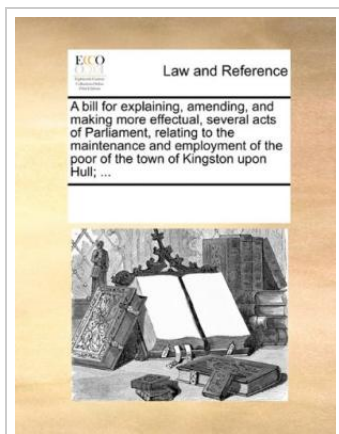 ECCO
Law and Reference
A bill for explaining, amending, and
making more effectual, several acts
of Parliament, relating to the
maintenance and employment of the
poor of the town of Kingston upon
Hull; ...